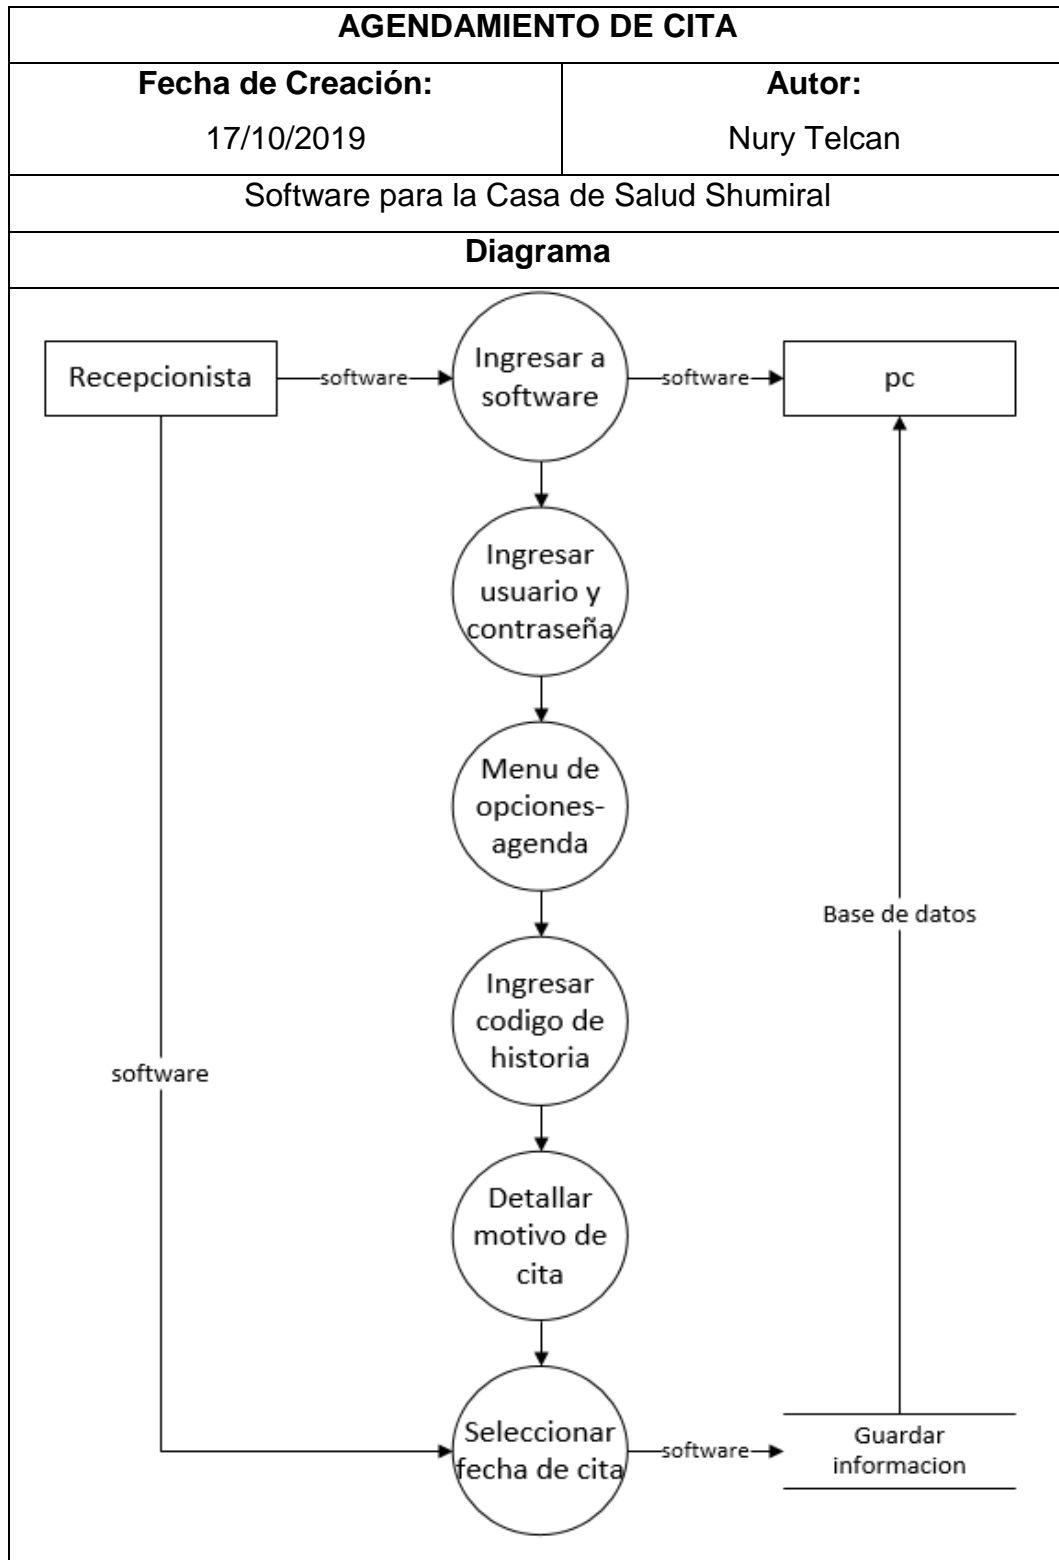 AGENDAMIENTO DE CITA
Fecha de Creación:
17/10/2019
Autor:
Nury Telcan
Software para la Casa de Salud Shumiral
Diagrama
Recepcionista
software
Ingresar a
software
software
pc
Ingresar
usuario y
contraseña
Menu de
opciones-
agenda
Base de datos
Ingresar
codigo de
historia
software
Detallar
motivo de
cita
Seleccionar
fecha de cita
software
Guardar
informacion